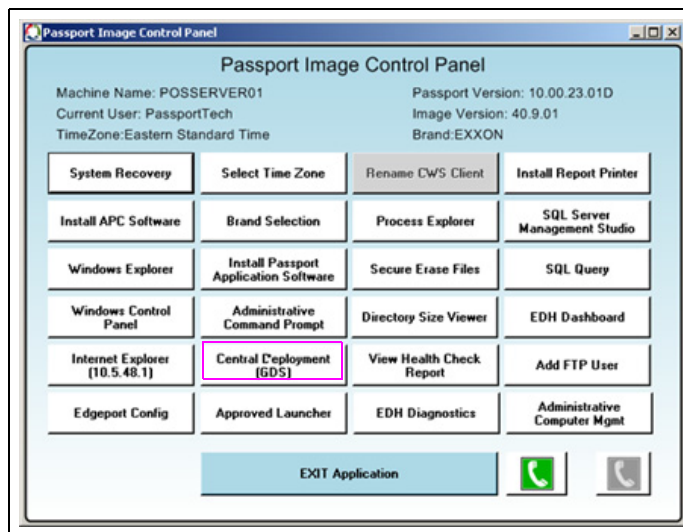 Passport Image Control Panel
Passport Image Control Panel
Machine Name: POSSERVER01
Passport Version: 10.00.23.01D
Current User: PassportTech
Image Version: 40.9.01
TimeZone:Eastern Standard Time
Brand:EXXON
System Recovery
Select Time Zone
Rename CWS Client
Install Report Printer
Install APC Software
Brand Selection
Process Explorer
SQL Server
Management Studio
Windows Explorer
Install Passport
Application Software
Secure Erase Files
SQL Query
Windows Control
Panel
Administrative
Command Prompt
Directory Size Viewer
EDH Dashboard
Internet Explorer
(10.5.48.1)
Central Deployment
(GDS)
View Health Check
Report
Add FTP User
Edgeport Config
Approved Launcher
EDH Diagnostics
Administrative
Computer Mgmt
EXIT Application